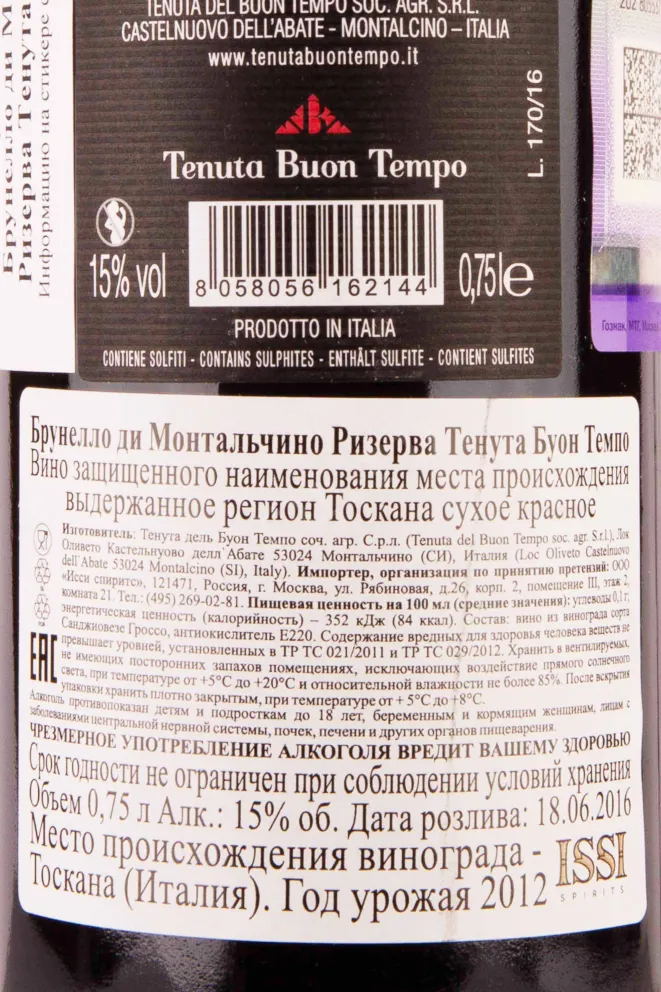 TENUTA DEL BUON TEMPO SOC. AGR. S.R.L.
CASTELNUOVO DELL'ABATE - MONTALCINO – ITALIA
www.tenutabuontempo.it
Tenuta Buon Tempo
L. 170/16
15% vol
8 058056 162144
0,75l e
PRODOTTO IN ITALIA
CONTIENE SOLFITI - CONTAINS SULPHITES - ENTHÄLT SULFITE - CONTIENT SULFITES
Брунелло ди М
Ризерва Тенута
Информацию на стикере с
Гознак, МТГ, Москва
Брунелло ди Монтальчино Ризерва Тенута Буон Темпо
Вино защищенного наименования места происхождения
выдержанное регион Тоскана сухое красное
Изготовитель: Тенута дель Буон Темпо соч. агр. С.р.л. (Tenuta del Buon Tempo soc. agr. S.r.l.), Лок
Оливето Кастельнуово делл'Абате 53024 Монтальчино (СИ), Италия (Loc Oliveto Castelnuovo
dell'Abate 53024 Montalcino (SI), Italy). Импортер, организация по принятию претензий: ООО
«Исси спиритс», 121471, Россия, г. Москва, ул. Рябиновая, д.26, корп. 2, помещение III, этаж 2,
комната 21. Тел.: (495) 269-02-81. Пищевая ценность на 100 мл (средние значения): углеводы 0,1 г,
энергетическая ценность (калорийность) – 352 кДж (84 ккал). Состав: вино из винограда сорта
Санджиовезе Гроссо, антиокислитель Е220. Содержание вредных для здоровья человека веществ не
превышает уровней, установленных в ТР ТС 021/2011 и ТР ТС 029/2012. Хранить в вентилируемых,
не имеющих посторонних запахов помещениях, исключающих воздействие прямого солнечного
света, при температуре от +5°С до +20°С и относительной влажности не более 85%. После вскрытия
упаковки хранить плотно закрытым, при температуре от + 5°С до +8°С.
Алкоголь противопоказан детям и подросткам до 18 лет, беременным и кормящим женщинам, лицам с
заболеваниями центральной нервной системы, почек, печени и других органов пищеварения.
ЕАС
ЧРЕЗМЕРНОЕ УПОТРЕБЛЕНИЕ АЛКОГОЛЯ ВРЕДИТ ВАШЕМУ ЗДОРОВЬЮ
Срок годности не ограничен при соблюдении условий хранения
Объем 0,75 л Алк.: 15% об. Дата розлива: 18.06.2016
Место происхождения винограда -
Тоскана (Италия). Год урожая 2012
ISSI
SPIRITS